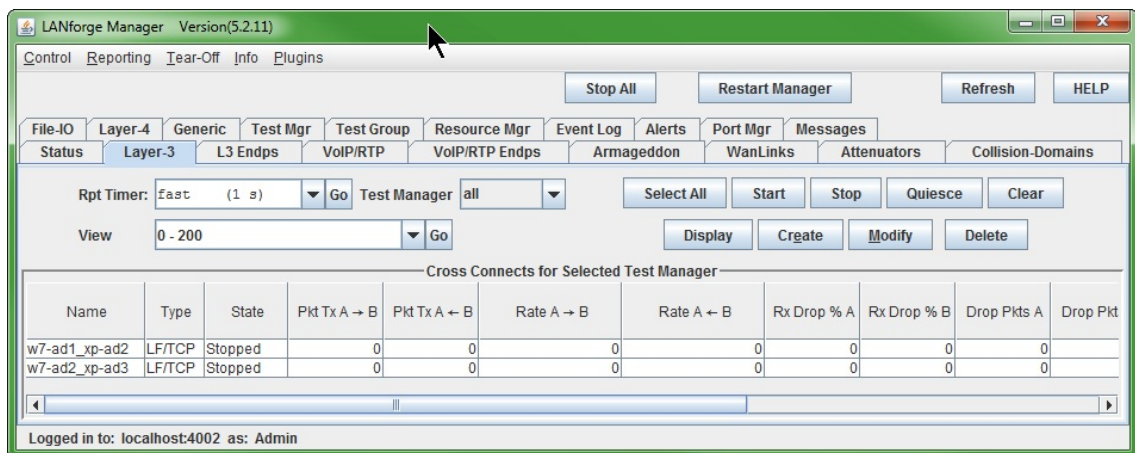 LANforge Manager Version(5.2.11)
Control Reporting Tear-Off Info Plugins
Stop All Restart Manager Refresh HELP
File-IO Layer-4 Generic Test Mgr Test Group Resource Mgr Event Log Alerts Port Mgr Messages
Status Layer-3 L3 Endps VoIP/RTP VoIP/RTP Endps Armageddon WanLinks Attenuators Collision-Domains
Rpt Timer: fast (1 s) Go Test Manager all Select All Start Stop Quiesce Clear
View 0 - 200 Go Display Create Modify Delete
Cross Connects for Selected Test Manager
Name Type State Pkt Tx A → B Pkt Tx A ← B Rate A → B Rate A ← B Rx Drop % A Rx Drop % B Drop Pkts A Drop Pkt
w7-ad1_xp-ad2 LF/TCP Stopped 0 0 0 0 0 0 0
w7-ad2_xp-ad3 LF/TCP Stopped 0 0 0 0 0 0 0
Logged in to: localhost:4002 as: Admin